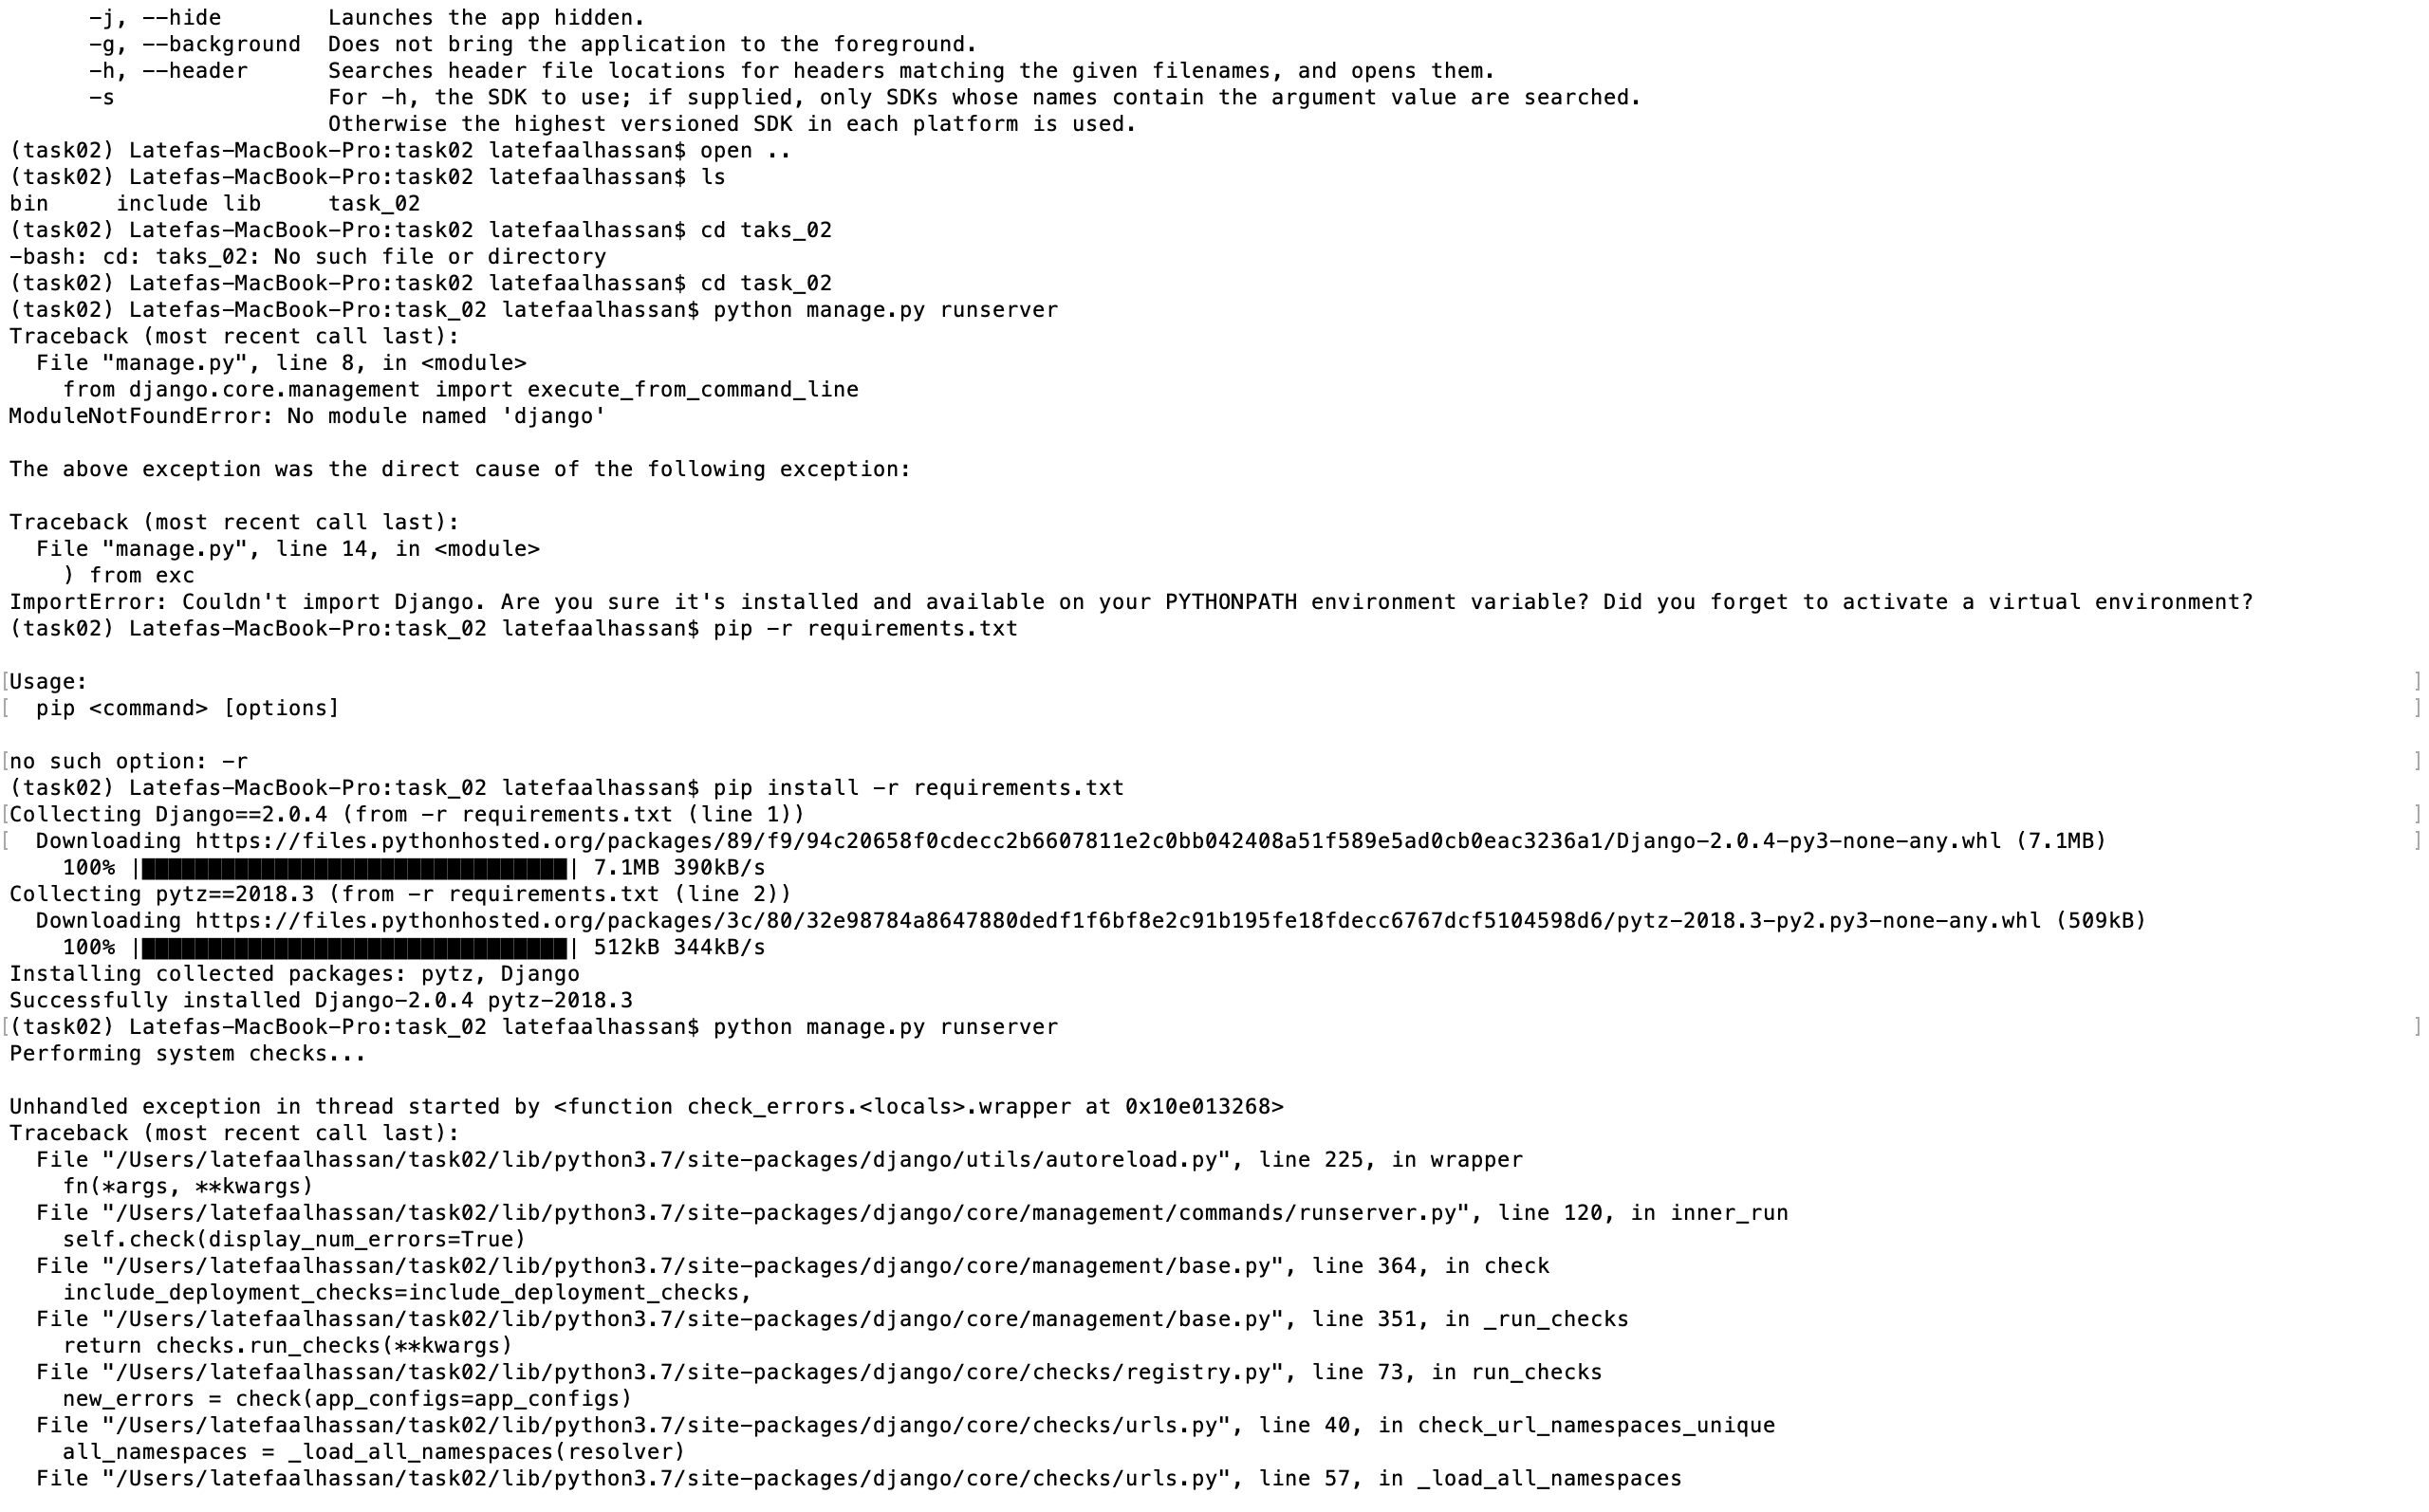 -j, --hide        Launches the app hidden.
-g, --background  Does not bring the application to the foreground.
-h, --header      Searches header file locations for headers matching the given filenames, and opens them.
-s                For -h, the SDK to use; if supplied, only SDKs whose names contain the argument value are searched.
Otherwise the highest versioned SDK in each platform is used.
(task02) Latefas-MacBook-Pro:task02 latefaalhassan$ open ..
(task02) Latefas-MacBook-Pro:task02 latefaalhassan$ ls
bin     include lib     task_02
(task02) Latefas-MacBook-Pro:task02 latefaalhassan$ cd taks_02
-bash: cd: taks_02: No such file or directory
(task02) Latefas-MacBook-Pro:task02 latefaalhassan$ cd task_02
(task02) Latefas-MacBook-Pro:task_02 latefaalhassan$ python manage.py runserver
Traceback (most recent call last):
  File "manage.py", line 8, in <module>
    from django.core.management import execute_from_command_line
ModuleNotFoundError: No module named 'django'

The above exception was the direct cause of the following exception:

Traceback (most recent call last):
  File "manage.py", line 14, in <module>
    ) from exc
ImportError: Couldn't import Django. Are you sure it's installed and available on your PYTHONPATH environment variable? Did you forget to activate a virtual environment?
(task02) Latefas-MacBook-Pro:task_02 latefaalhassan$ pip -r requirements.txt

[Usage: ]
[  pip <command> [options] ]

[no such option: -r ]
(task02) Latefas-MacBook-Pro:task_02 latefaalhassan$ pip install -r requirements.txt
[Collecting Django==2.0.4 (from -r requirements.txt (line 1)) ]
[  Downloading https://files.pythonhosted.org/packages/89/f9/94c20658f0cdecc2b6607811e2c0bb042408a51f589e5ad0cb0eac3236a1/Django-2.0.4-py3-none-any.whl (7.1MB) ]
    100% |████████████████████████████████| 7.1MB 390kB/s
Collecting pytz==2018.3 (from -r requirements.txt (line 2))
  Downloading https://files.pythonhosted.org/packages/3c/80/32e98784a8647880dedf1f6bf8e2c91b195fe18fdecc6767dcf5104598d6/pytz-2018.3-py2.py3-none-any.whl (509kB)
    100% |████████████████████████████████| 512kB 344kB/s
Installing collected packages: pytz, Django
Successfully installed Django-2.0.4 pytz-2018.3
[(task02) Latefas-MacBook-Pro:task_02 latefaalhassan$ python manage.py runserver ]
Performing system checks...

Unhandled exception in thread started by <function check_errors.<locals>.wrapper at 0x10e013268>
Traceback (most recent call last):
  File "/Users/latefaalhassan/task02/lib/python3.7/site-packages/django/utils/autoreload.py", line 225, in wrapper
    fn(*args, **kwargs)
  File "/Users/latefaalhassan/task02/lib/python3.7/site-packages/django/core/management/commands/runserver.py", line 120, in inner_run
    self.check(display_num_errors=True)
  File "/Users/latefaalhassan/task02/lib/python3.7/site-packages/django/core/management/base.py", line 364, in check
    include_deployment_checks=include_deployment_checks,
  File "/Users/latefaalhassan/task02/lib/python3.7/site-packages/django/core/management/base.py", line 351, in _run_checks
    return checks.run_checks(**kwargs)
  File "/Users/latefaalhassan/task02/lib/python3.7/site-packages/django/core/checks/registry.py", line 73, in run_checks
    new_errors = check(app_configs=app_configs)
  File "/Users/latefaalhassan/task02/lib/python3.7/site-packages/django/core/checks/urls.py", line 40, in check_url_namespaces_unique
    all_namespaces = _load_all_namespaces(resolver)
  File "/Users/latefaalhassan/task02/lib/python3.7/site-packages/django/core/checks/urls.py", line 57, in _load_all_namespaces